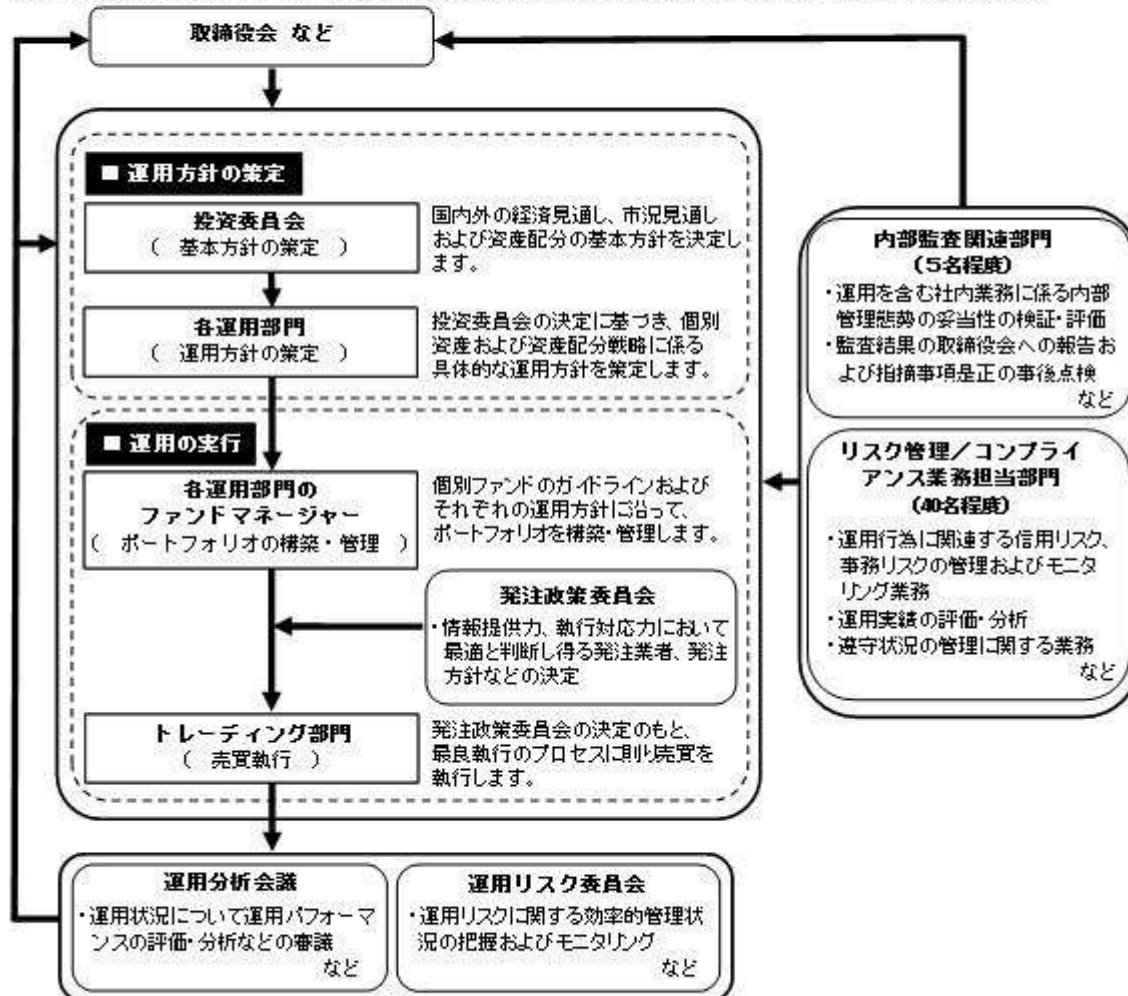 取締役会 など
■ 運用方針の策定
投資委員会
( 基本方針の策定 )
国内外の経済見通し、市況見通し
および資産配分の基本方針を決定し
ます。
各運用部門
( 運用方針の策定 )
投資委員会の決定に基づき、個別
資産および資産配分戦略に係る
具体的な運用方針を策定します。
■ 運用の実行
各運用部門の
ファンドマネージャー
( ポートフォリオの構築・管理 )
個別ファンドのガイドラインおよび
それぞれの運用方針に沿って、
ポートフォリオを構築・管理します。
発注政策委員会
・情報提供力、執行対応力において
最適と判断し得る発注業者、発注
方針などの決定
トレーディング部門
( 売買執行 )
発注政策委員会の決定のもと、
最良執行のプロセスに則り売買を
執行します。
内部監査関連部門
(5名程度)
・運用を含む社内業務に係る内部
管理態勢の妥当性の検証・評価
・監査結果の取締役会への報告お
よび指摘事項是正の事後点検
など
リスク管理/コンプライ
アンス業務担当部門
(40名程度)
・運用行為に関連する信用リスク、
事務リスクの管理およびモニタ
リング業務
・運用実績の評価・分析
・遵守状況の管理に関する業務
など
運用分析会議
・運用状況について運用パフォーマ
ンスの評価・分析などの審議
など
運用リスク委員会
・運用リスクに関する効率的管理状
況の把握およびモニタリング
など